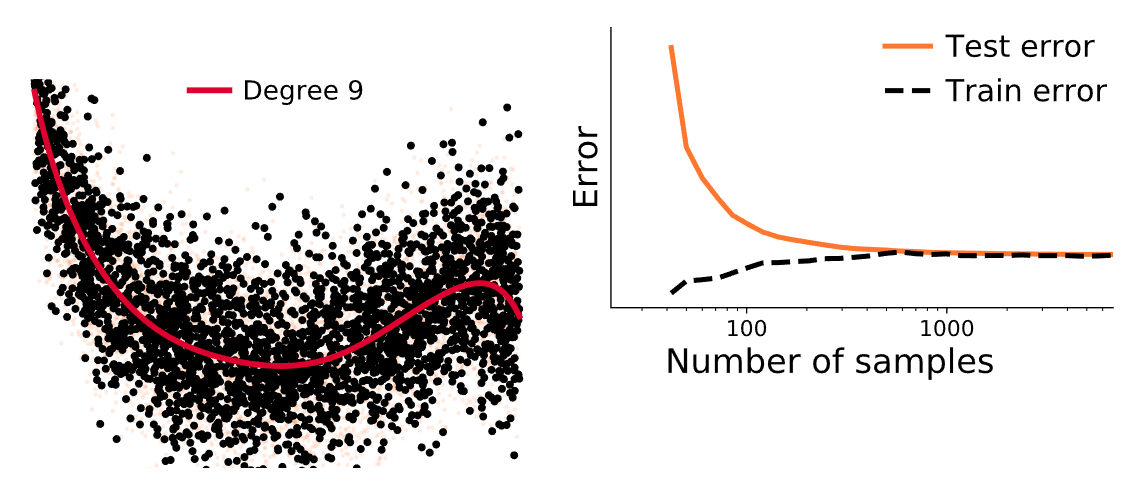 Degree 9
Test error
Train error
Error
100
1000
Number of samples